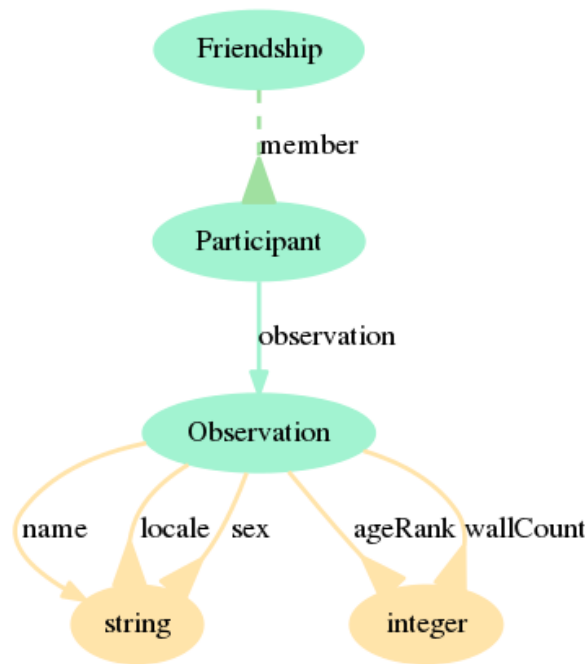 Friendship
member
Participant
observation
Observation
name
locale
sex
ageRank
wallCount
string
integer